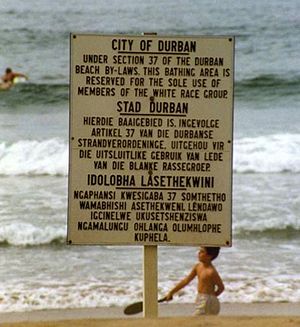 CITY OF DURBAN
UNDER SECTION 37 OF THE DURBAN
BEACH BY-LAWS. THIS BATHING AREA IS
RESERVED FOR THE SOLE USE OF
MEMBERS OF THE WHITE RACE GROUP.
STAD DURBAN
HIERDIE BAAIGEBIED IS, INGEVOLGE
ARTIKEL 37 VAN DIE DURBANSE
STRANDVERORDENINGE, UITGEHOU VIR
DIE UITSLUITLIKE GEBRUIK VAN LEDE
VAN DIE BLANKE RASSEGROEP.
IDOLOBHA LASETHEKWINI
NGAPHANSI KWESIGABA 37 SOMTHETHO
WAMABHISHI ASETHEKWENI, LENDAWO
IGCINELWE UKUSETSHENZISWA
NGAMALUNGU OHLANGA OLUMHLOPHE
KUPHELA.